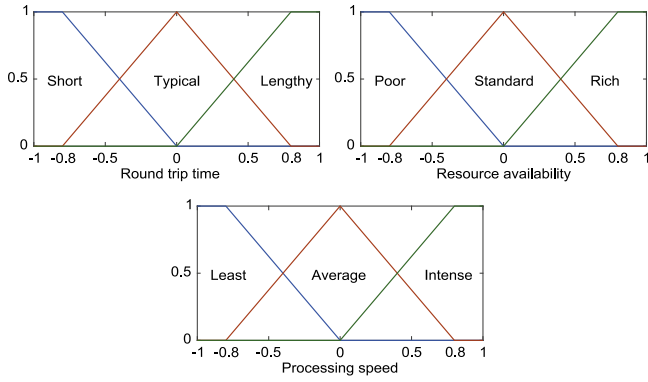 1
0.5
0
Short
Typical
Lengthy
-1 -0.8 -0.5 0 0.5 0.8 1
Round trip time
1
0.5
0
Poor
Standard
Rich
-1 -0.8 -0.5 0 0.5 0.8 1
Resource availability
1
0.5
0
Least
Average
Intense
-1 -0.8 -0.5 0 0.5 0.8 1
Processing speed